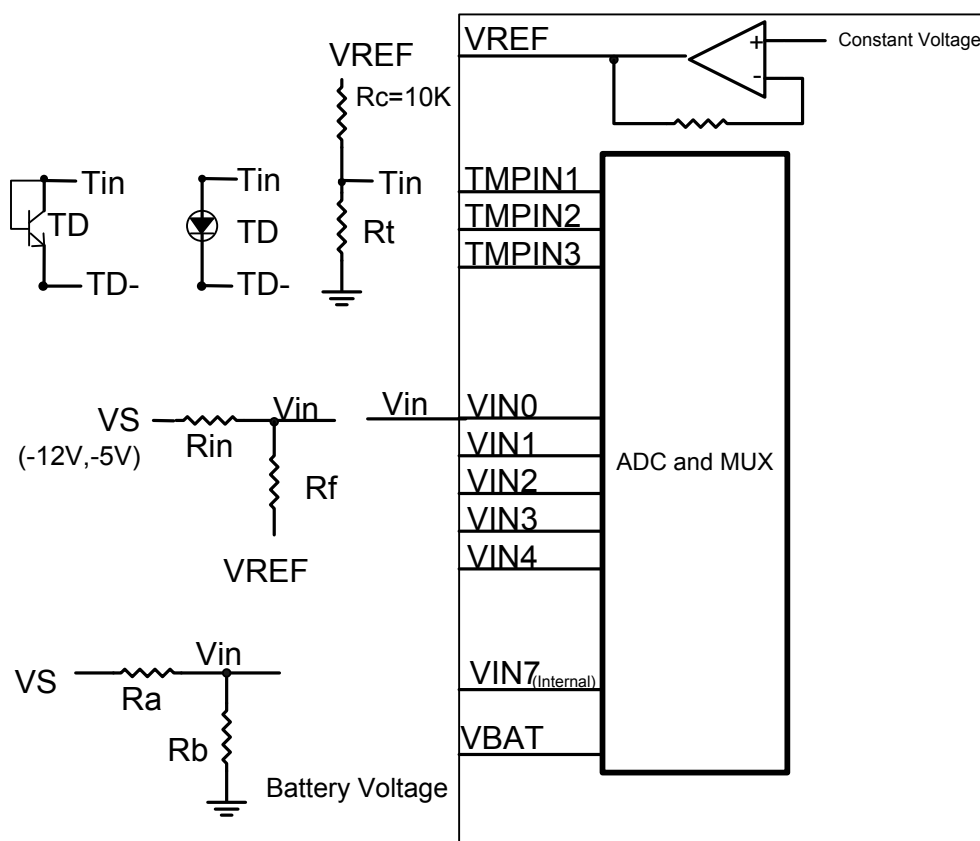 VREF
Constant Voltage
+
-
VREF
Rc=10K
Tin
Rt
Tin
TD
TD-
Tin
TD
TD-
TMPIN1
TMPIN2
TMPIN3
VS
(-12V,-5V)
Rin
Vin
Rf
VREF
Vin
VIN0
VIN1
VIN2
VIN3
VIN4
ADC and MUX
VS
Ra
Vin
Rb
VIN7(Internal)
VBAT
Battery Voltage